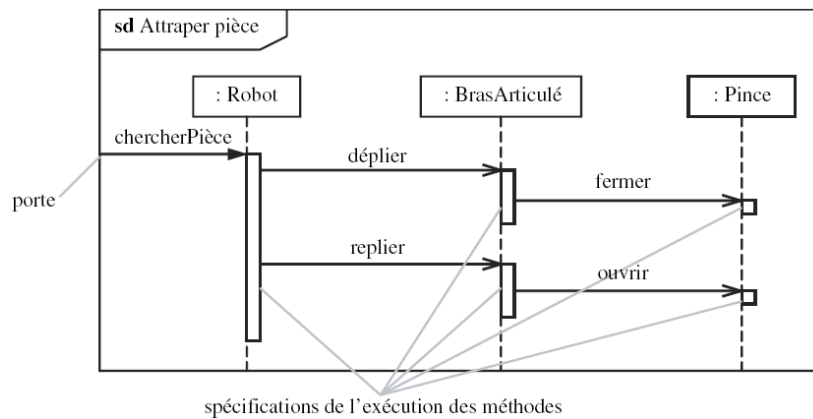 sd Attraper pièce
: Robot
: BrasArticulé
: Pince
chercherPièce
déplier
fermer
porte
replier
ouvrir
spécifications de l'exécution des méthodes